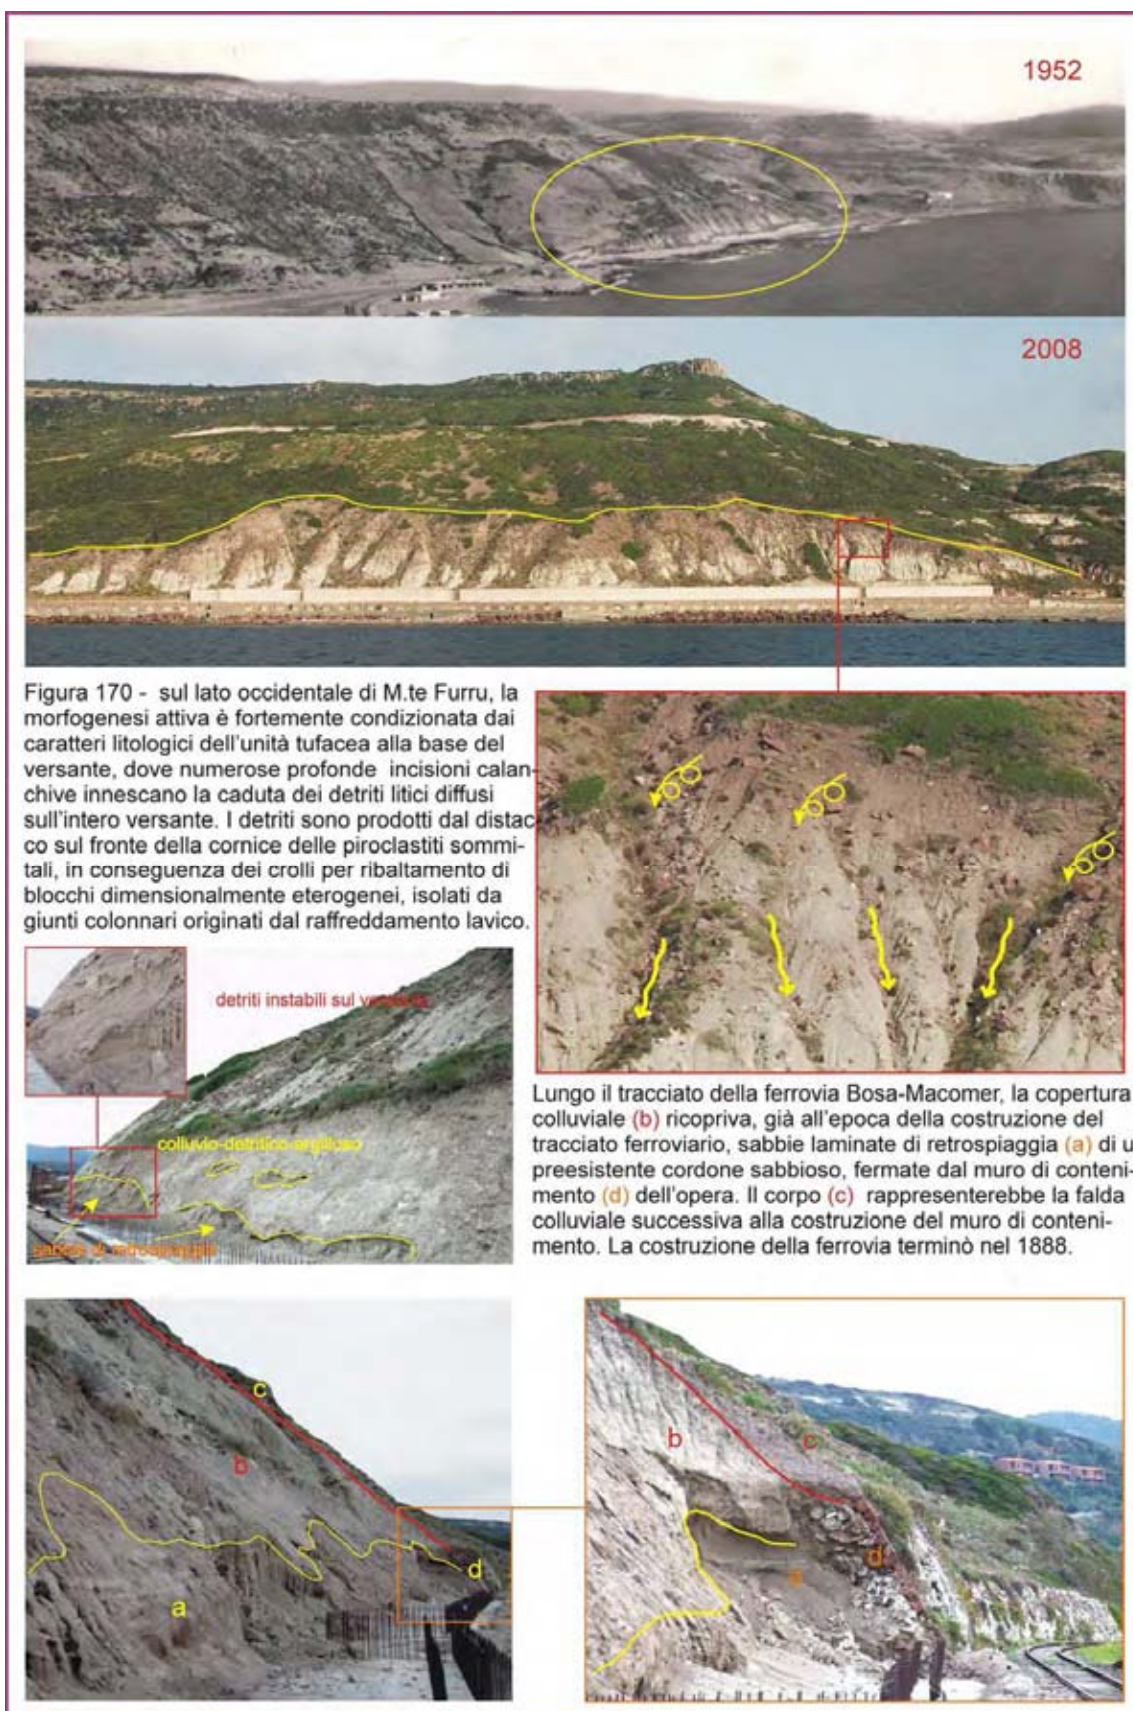 1952
2008
Figura 170 - sul lato occidentale di M.te Furru, la
morfogenesi attiva è fortemente condizionata dai
caratteri litologici dell'unità tufacea alla base del
versante, dove numerose profonde incisioni calan-
chive innescano la caduta dei detriti litici diffusi
sull'intero versante. I detriti sono prodotti dal distac-
co sul fronte della cornice delle piroclastiti sommi-
tali, in conseguenza dei crolli per ribaltamento di
blocchi dimensionalmente eterogenei, isolati da
giunti colonnari originati dal raffreddamento lavico.
detriti instabili sul versante
colluvio-detritico-argilluso
sabbie di retrospiaggia
Lungo il tracciato della ferrovia Bosa-Macomer, la copertura
colluviale (b) ricopriva, già all'epoca della costruzione del
tracciato ferroviario, sabbie laminate di retrospiaggia (a) di u
preesistente cordone sabbioso, fermate dal muro di conteni-
mento (d) dell'opera. Il corpo (c) rappresenterebbe la falda
colluviale successiva alla costruzione del muro di conteni-
mento. La costruzione della ferrovia terminò nel 1888.
c
b
d
a
b
c
d
a